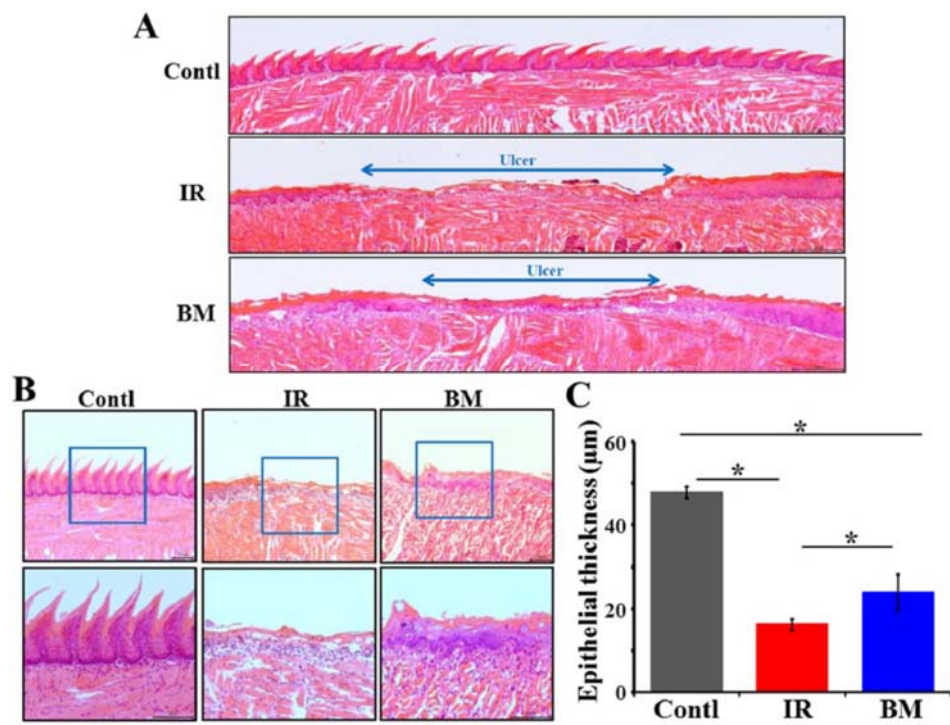 A
Contl
Ulcer
IR
Ulcer
BM
B
Contl
IR
BM
C
Epithelial thickness (μm)
60
40
20
0
*
*
*
Contl
IR
BM